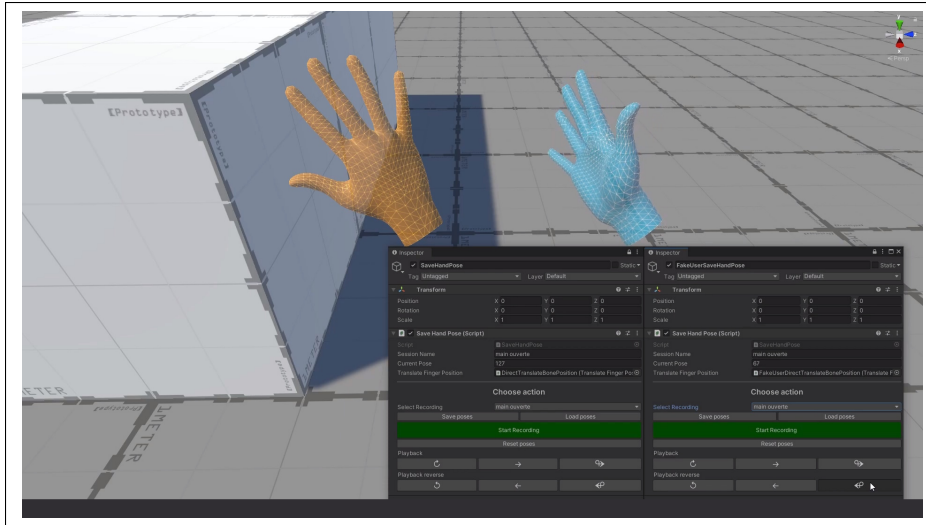 Persp
[Prototype]
1METER
METER
Inspector
SaveHandPose
Static
Tag Untagged
Layer Default
Transform
Position X 0 Y 0 Z 0
Rotation X 0 Y 0 Z 0
Scale X 1 Y 1 Z 1
Save Hand Pose (Script)
Script SaveHandPose
Session Name main ouverte
Current Pose 127
Translate Finger Position DirectTranslateBonePosition (Translate Finger Po
Choose action
Select Recording main ouverte
Save poses Load poses
Start Recording
Reset poses
Playback
Playback reverse
Inspector
FakeUserSaveHandPose
Static
Tag Untagged
Layer Default
Transform
Position X 0 Y 0 Z 0
Rotation X 0 Y 0 Z 0
Scale X 1 Y 1 Z 1
Save Hand Pose (Script)
Script SaveHandPose
Session Name main ouverte
Current Pose 67
Translate Finger Position FakeUserDirectTranslateBonePosition (Translate F
Choose action
Select Recording main ouverte
Save poses Load poses
Start Recording
Reset poses
Playback
Playback reverse